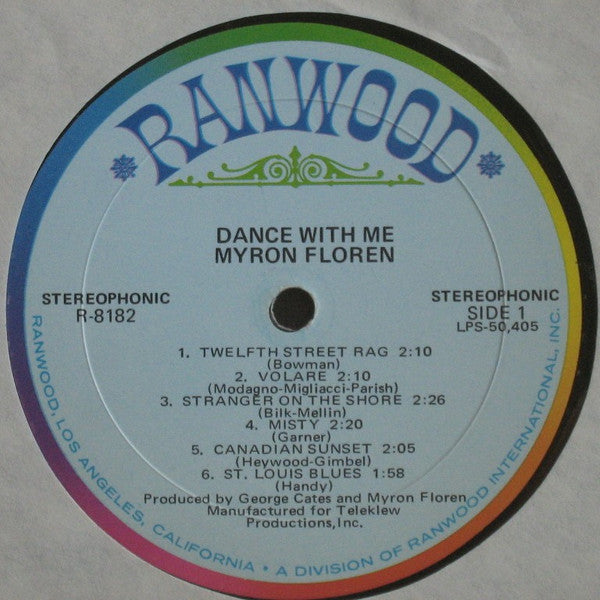 RANWOOD
DANCE WITH ME
MYRON FLOREN
STEREOPHONIC
R-8182
STEREOPHONIC
SIDE 1
LPS-50,405
1. TWELFTH STREET RAG 2:10
(Bowman)
2. VOLARE 2:10
(Modagno-Migliacci-Parish)
3. STRANGER ON THE SHORE 2:26
(Bilk-Mellin)
4. MISTY 2:20
(Garner)
5. CANADIAN SUNSET 2:05
(Heywood-Gimbel)
6. ST. LOUIS BLUES 1:58
(Handy)
Produced by George Cates and Myron Floren
Manufactured for Teleklew
Productions,Inc.
RANWOOD, LOS ANGELES, CALIFORNIA • A DIVISION OF RANWOOD INTERNATIONAL, INC.